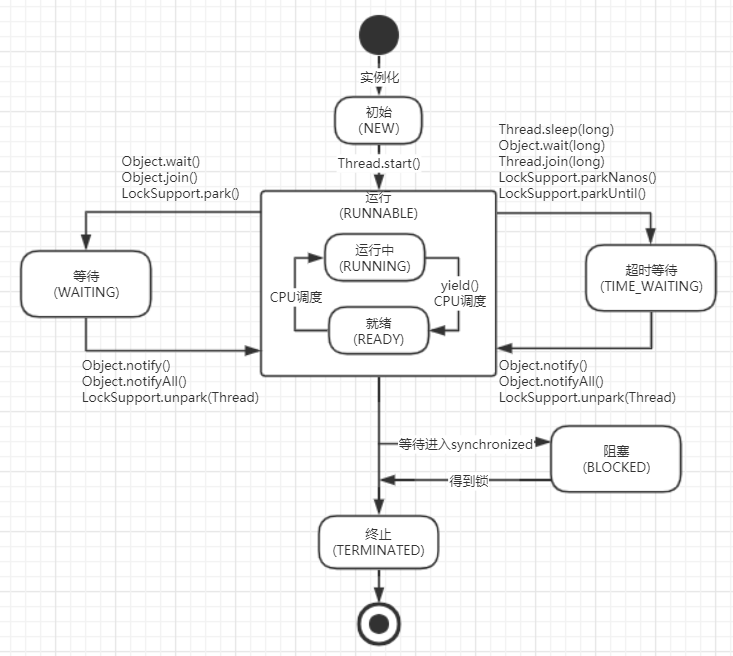 实例化
初始
(NEW)
Thread.start()
Object.wait()
Object.join()
LockSupport.park()
Thread.sleep(long)
Object.wait(long)
Thread.join(long)
LockSupport.parkNanos()
LockSupport.parkUntil()
运行
(RUNNABLE)
等待
(WAITING)
运行中
(RUNNING)
CPU调度
yield()
CPU调度
就绪
(READY)
超时等待
(TIME_WAITING)
Object.notify()
Object.notifyAll()
LockSupport.unpark(Thread)
Object.notify()
Object.notifyAll()
LockSupport.unpark(Thread)
等待进入synchronized
阻塞
(BLOCKED)
得到锁
终止
(TERMINATED)